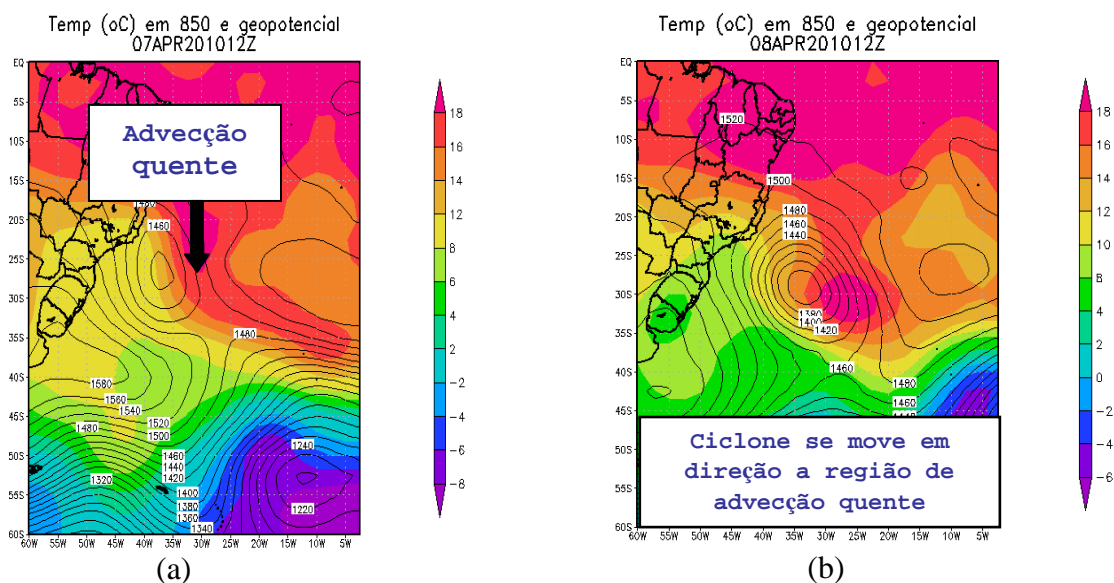 Temp (oC) em 850 e geopotencial
07APR201012Z
EQ
5S
10S
15S
20S
25S
30S
35S
40S
45S
50S
55S
60S
60W 55W 50W 45W 40W 35W 30W 25W 20W 15W 10W 5W
Advecção
quente
1460
1480
1580
1560
1540
1520
1480
1500
1460
1440
1420
1320
1400
1380
1360
1340
1240
1220
18
16
14
12
8
6
4
2
-2
-4
-6
-8
(a)
Temp (oC) em 850 e geopotencial
08APR201012Z
EQ
5S
10S
15S
20S
25S
30S
35S
40S
45S
50S
55S
60S
60W 55W 50W 45W 40W 35W 30W 25W 20W 15W 10W 5W
1520
1500
1480
1460
1440
1380
1400
1420
1460
1480
1460
Ciclone se move em
direção a região de
advecção quente
18
16
14
12
10
8
6
4
2
0
-2
-4
-6
(b)